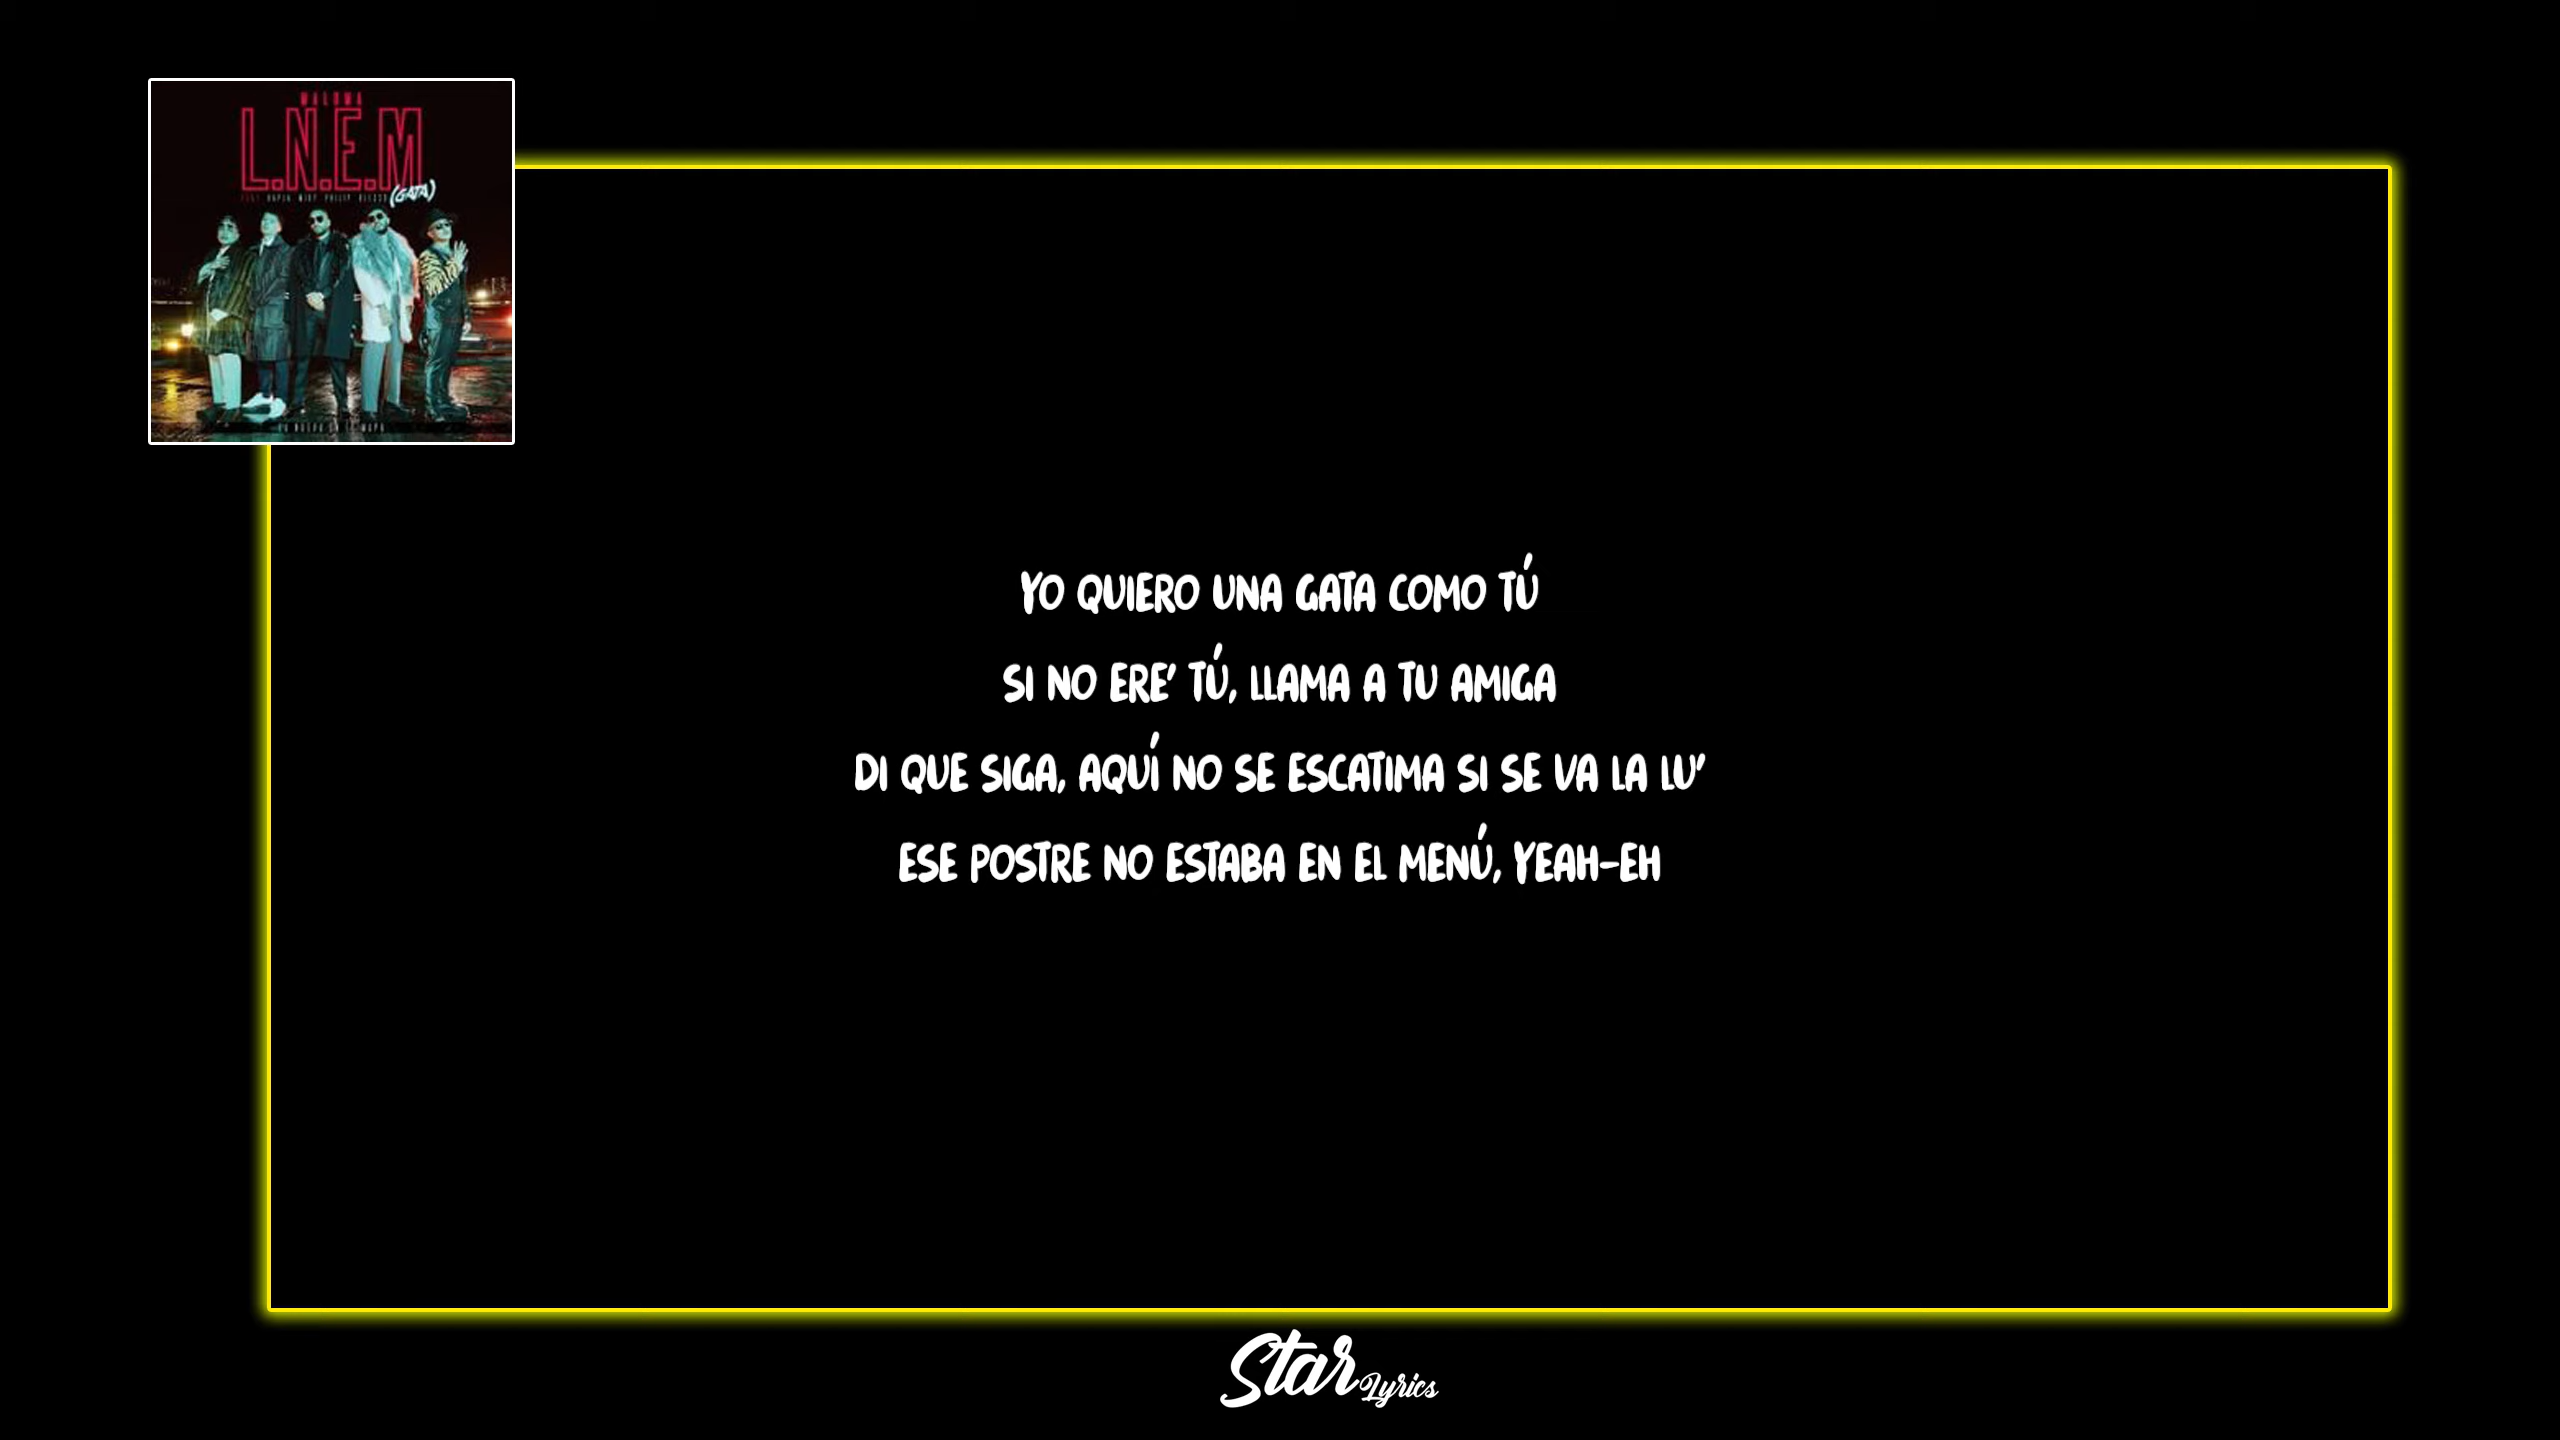 MALUMA
L.N.E.M.
(GATA)
YO QUIERO UNA GATA COMO TÚ
SI NO ERE' TÚ, LLAMA A TU AMIGA
DI QUE SIGA, AQUÍ NO SE ESCATIMA SI SE VA LA LU'
ESE POSTRE NO ESTABA EN EL MENÚ, YEAH-EH
Star Lyrics